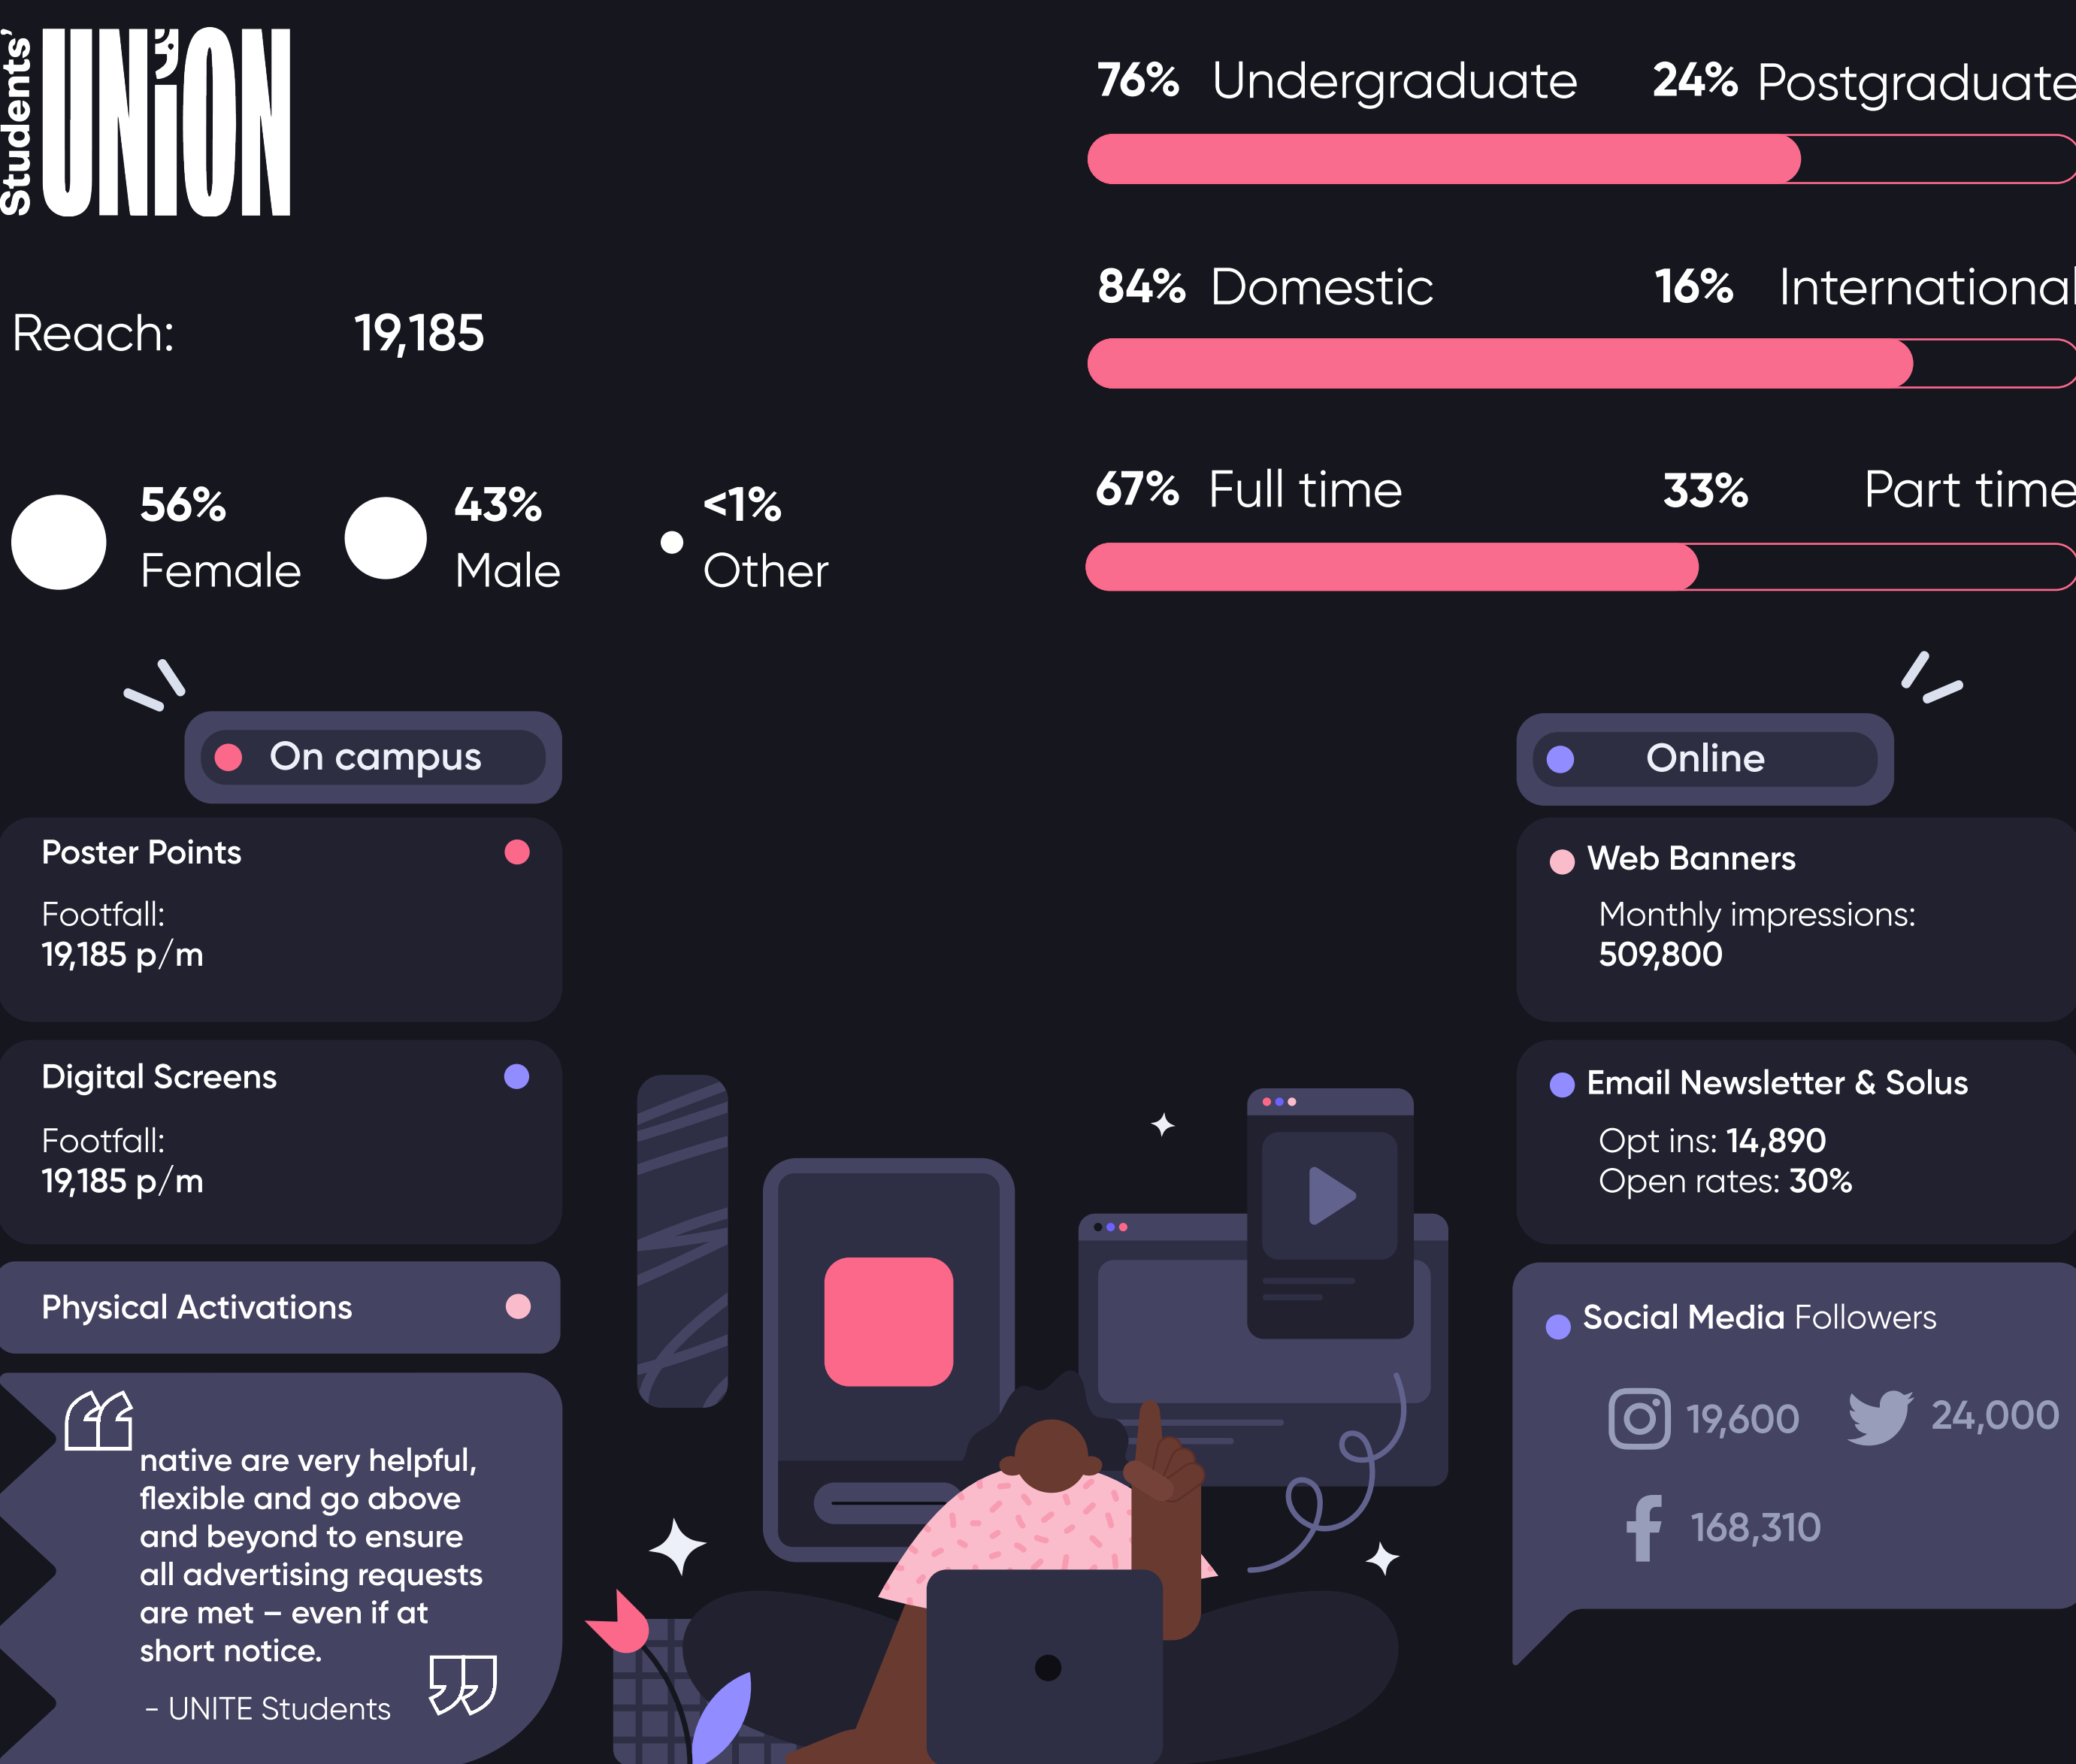 Students'
UNiON
76% Undergraduate 24% Postgraduate
84% Domestic 16% International
Reach: 19,185
67% Full time 33% Part time
56%
Female
43%
Male
<1%
Other
On campus
Poster Points
Footfall:
19,185 p/m
Digital Screens
Footfall:
19,185 p/m
Physical Activations
“
native are very helpful,
flexible and go above
and beyond to ensure
all advertising requests
are met – even if at
short notice.
”
– UNITE Students
Online
Web Banners
Monthly impressions:
509,800
Email Newsletter & Solus
Opt ins: 14,890
Open rates: 30%
Social Media Followers
19,600
24,000
168,310